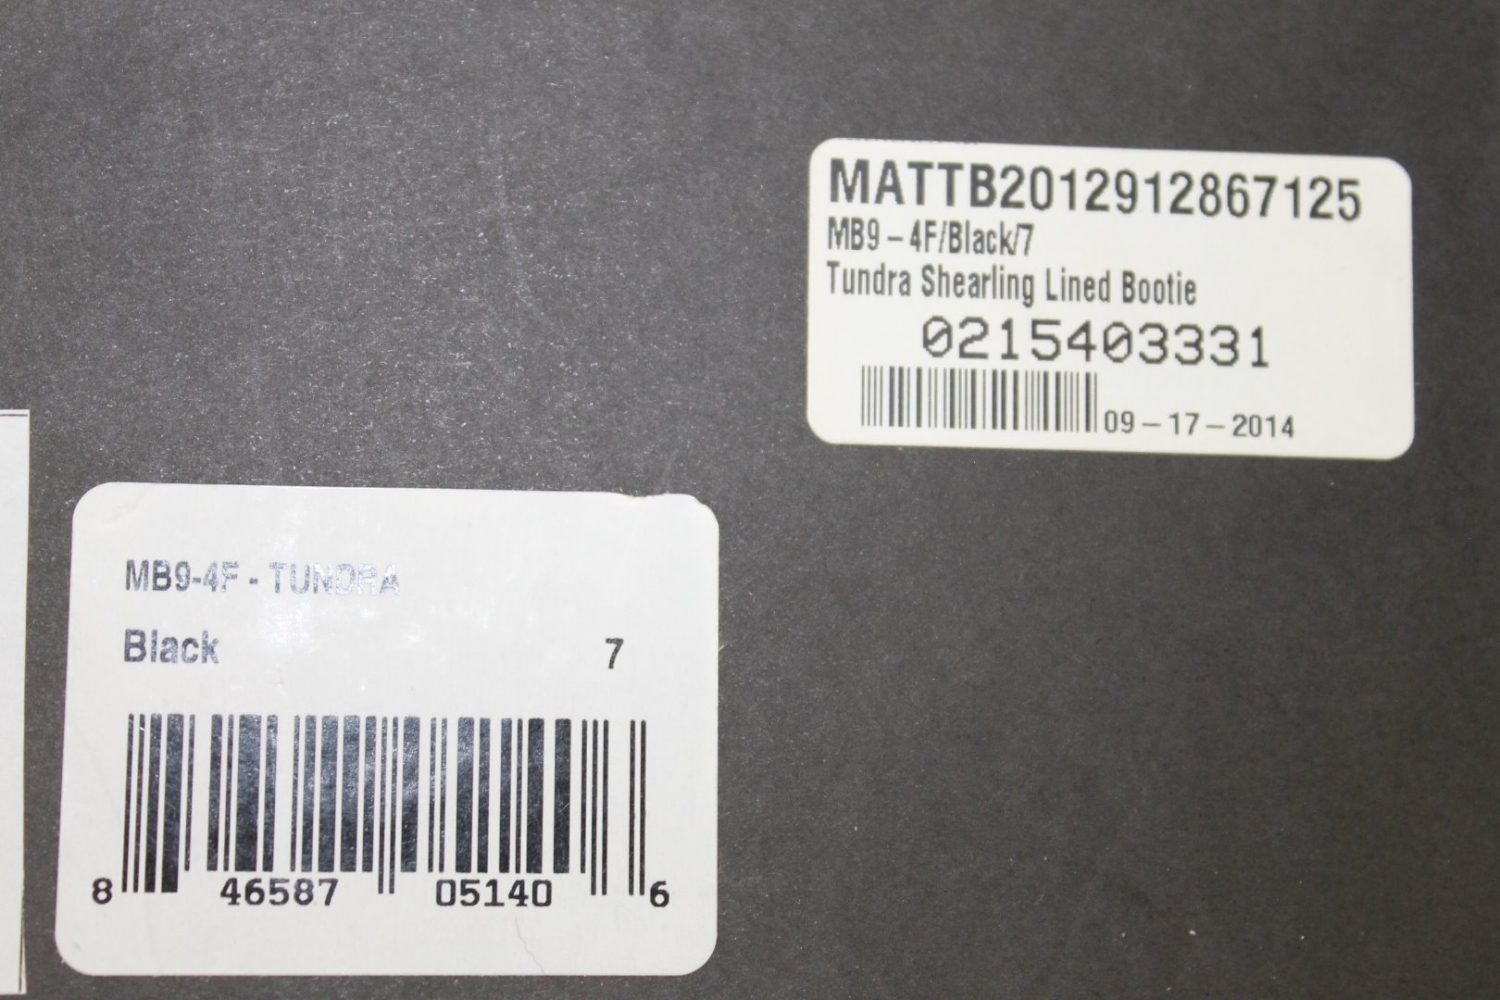 MATTB2012912867125
MB9 – 4F/Black/7
Tundra Shearling Lined Bootie
0215403331
09 – 17 – 2014
MB9-4F - TUNDRA
Black 7
8 46587 05140 6